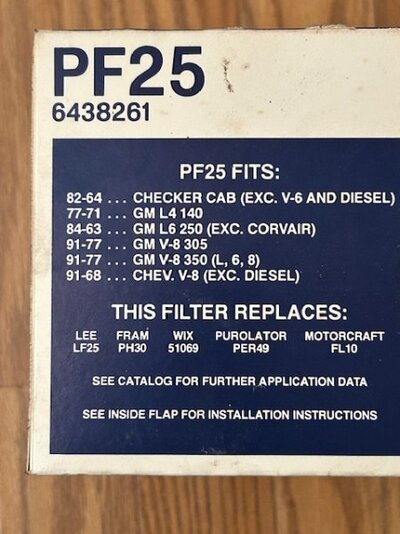 PF25
6438261
PF25 FITS:
82-64 ... CHECKER CAB (EXC. V-6 AND DIESEL)
77-71 ... GM L4 140
84-63 ... GM L6 250 (EXC. CORVAIR)
91-77 ... GM V-8 305
91-77 ... GM V-8 350 (L, 6, 8)
91-68 ... CHEV. V-8 (EXC. DIESEL)
THIS FILTER REPLACES:
LEE FRAM WIX PUROLATOR MOTORCRAFT
LF25 PH30 51069 PER49 FL10
SEE CATALOG FOR FURTHER APPLICATION DATA
SEE INSIDE FLAP FOR INSTALLATION INSTRUCTIONS